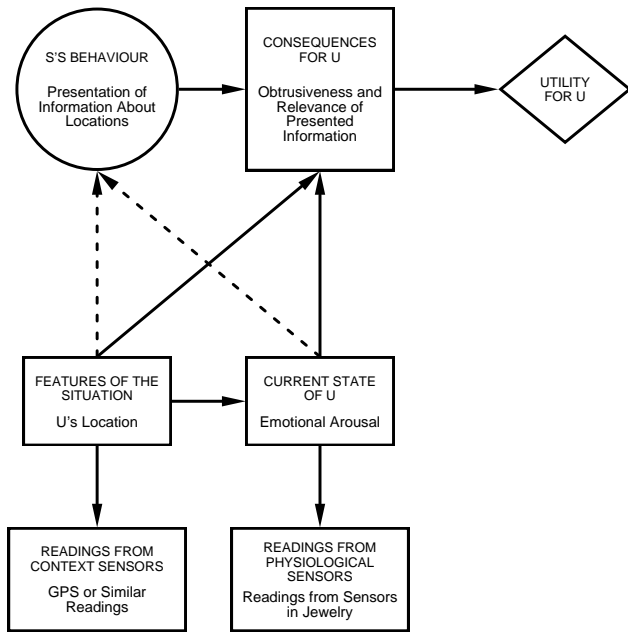 S'S BEHAVIOUR
Presentation of
Information About
Locations
CONSEQUENCES
FOR U
Obtrusiveness and
Relevance of
Presented
Information
UTILITY
FOR U
FEATURES OF THE
SITUATION
U's Location
CURRENT STATE
OF U
Emotional Arousal
READINGS FROM
CONTEXT SENSORS
GPS or Similar
Readings
READINGS FROM
PHYSIOLOGICAL
SENSORS
Readings from Sensors
in Jewelry